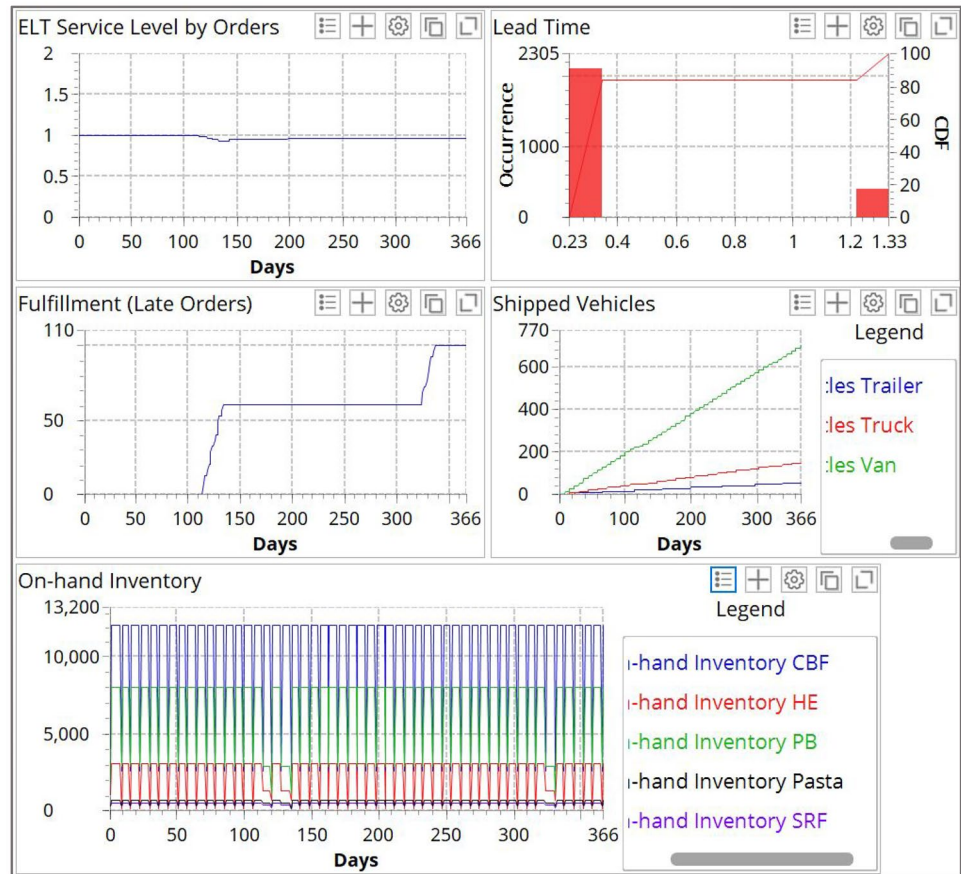 ELT Service Level by Orders
2
1.5
1
0.5
0
0 50 100 150 200 250 300 366
Days
Lead Time
2305
1000
0
Occurrence
100
80
60
40
20
0
CDF
0.23 0.4 0.6 0.8 1 1.2 1.33
Fulfillment (Late Orders)
110
50
0
0 50 100 150 200 250 300 366
Days
Shipped Vehicles
770
600
400
200
0
0 100 200 300 366
Days
Legend
les Trailer
les Truck
les Van
On-hand Inventory
13,200
10,000
5,000
0
0 50 100 150 200 250 300 366
Days
Legend
-hand Inventory CBF
-hand Inventory HE
-hand Inventory PB
-hand Inventory Pasta
-hand Inventory SRF